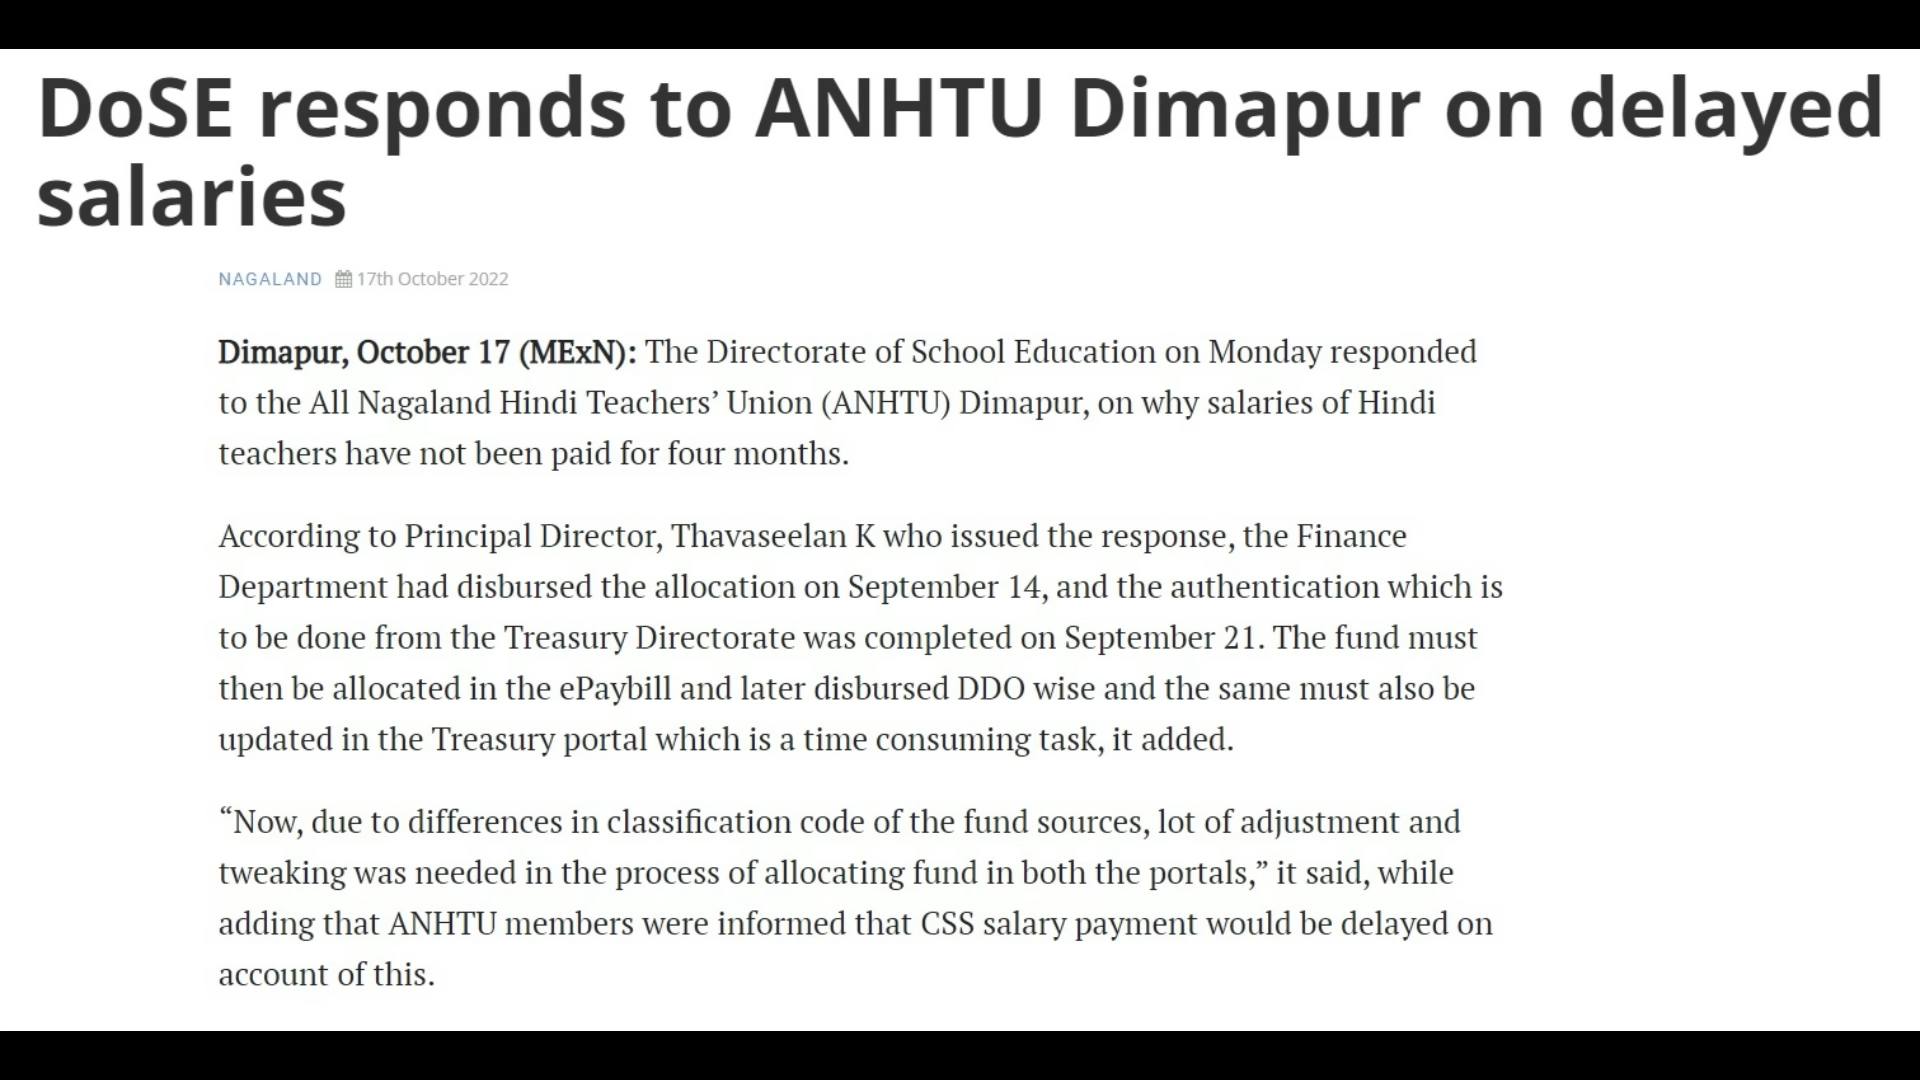 DoSE responds to ANHTU Dimapur on delayed
salaries
NAGALAND 17th October 2022
Dimapur, October 17 (MExN): The Directorate of School Education on Monday responded
to the All Nagaland Hindi Teachers’ Union (ANHTU) Dimapur, on why salaries of Hindi
teachers have not been paid for four months.
According to Principal Director, Thavaseelan K who issued the response, the Finance
Department had disbursed the allocation on September 14, and the authentication which is
to be done from the Treasury Directorate was completed on September 21. The fund must
then be allocated in the ePaybill and later disbursed DDO wise and the same must also be
updated in the Treasury portal which is a time consuming task, it added.
“Now, due to differences in classification code of the fund sources, lot of adjustment and
tweaking was needed in the process of allocating fund in both the portals,” it said, while
adding that ANHTU members were informed that CSS salary payment would be delayed on
account of this.